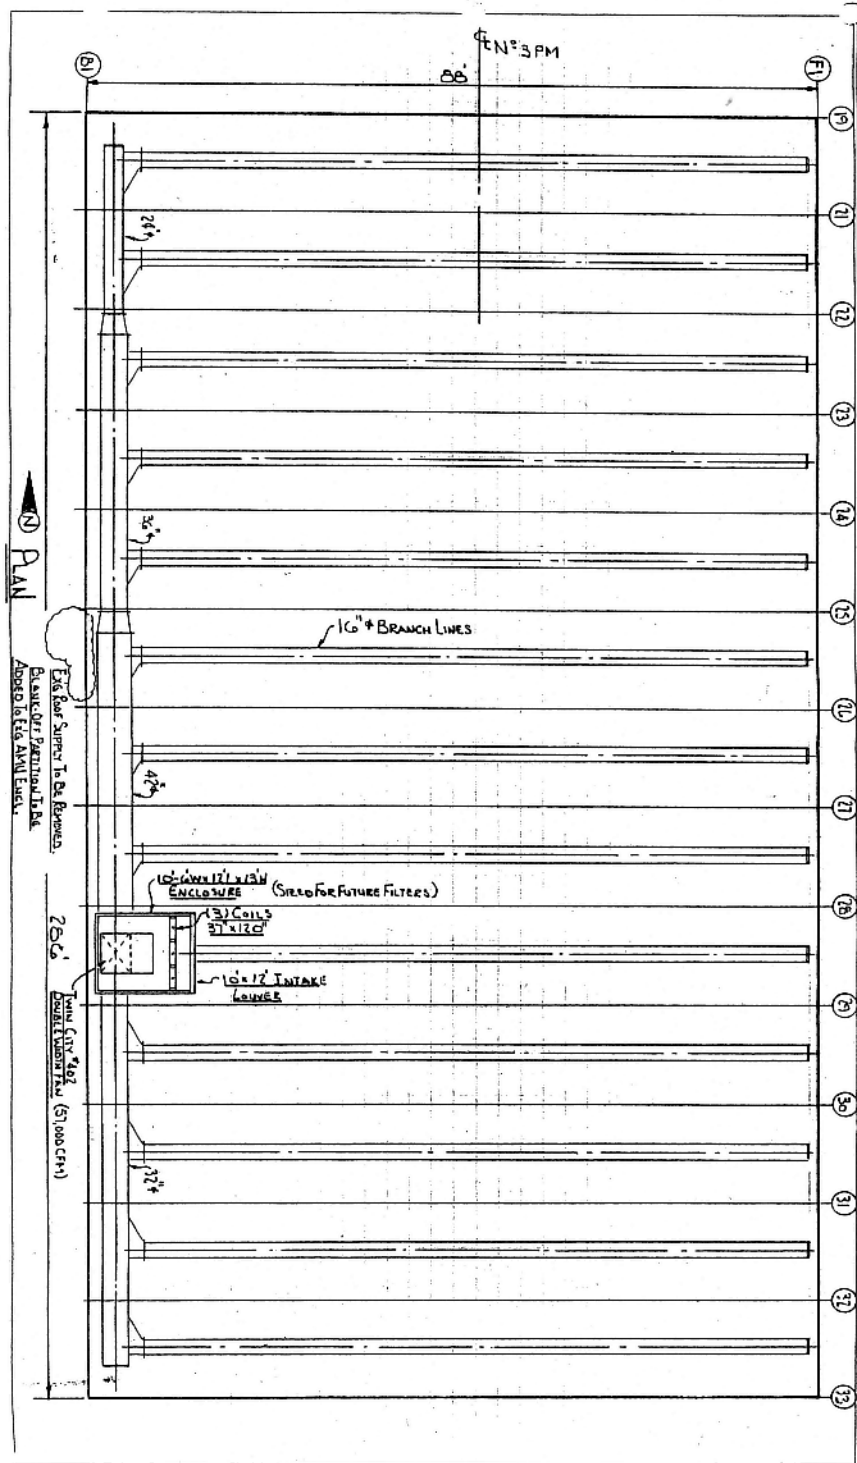 ℄ Nº 3 PM
88'
B1
F1
19
21
22
23
24
25
26
27
28
29
30
31
32
33
24"ϕ
36"ϕ
16"ϕ BRANCH LINES
42"ϕ
N
PLAN
EX'G ROOF SUPPLY TO BE REMOVED.
BLANK-OFF PARTITION TO BE
ADDED TO EX'G AMU ENCL.
10'-6"W x 12'L x 13'H
ENCLOSURE (SIZED FOR FUTURE FILTERS)
(3) COILS
37" x 120"
10' x 12' INTAKE
LOUVER
286'
TWIN CITY #402
DOUBLE WIDTH FAN (57,000 CFM)
32"ϕ